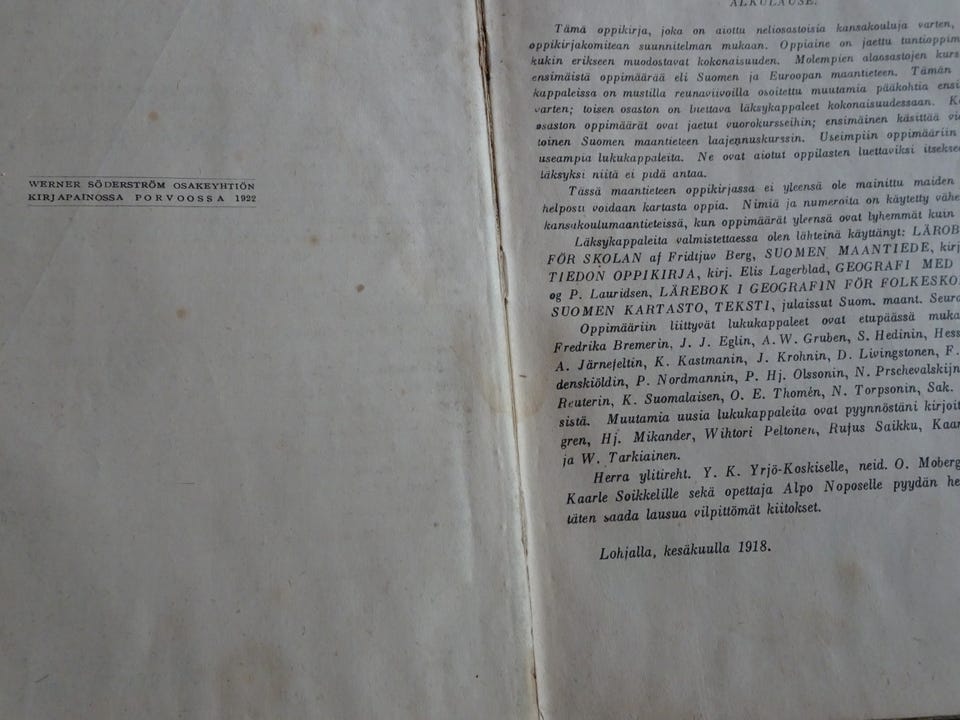 WERNER SÖDERSTRÖM OSAKEYHTIÖN
KIRJAPAINOSSA PORVOOSSA 1922
ALKULAUSE.
Tämä oppikirja, joka on aiottu neliosastoisia kansakouluja varten,
oppikirjakomitean suunnitelman mukaan. Oppiaine on jaettu tuntioppim
kukin erikseen muodostavat kokonaisuuden. Molempien alaosastojen kurs
ensimäistä oppimäärää eli Suomen ja Euroopan maantieteen. Tämän
kappaleissa on mustilla reunaviivoilla osoitettu muutamia pääkohtia ensi
varten; toisen osaston on luettava läksykappaleet kokonaisuudessaan.
osaston oppimäärät ovat jaetut vuorokursseihin; ensimäinen käsittää
toinen Suomen maantieteen laajennuskurssin. Useimpiin oppimääriin
useampia lukukappaleita. Ne ovat aiotut oppilasten luettaviksi itsekse
läksyksi niitä ei pidä antaa.
Tässä maantieteen oppikirjassa ei yleensä ole mainittu maiden
helposti voidaan kartasta oppia. Nimiä ja numeroita on käytetty vähe
kansakoulumaantieteissä, kun oppimäärät yleensä ovat lyhemmät kuin
Läksykappaleita valmistettaessa olen lähteinä käyttänyt: LÄROB
FÖR SKOLAN af Fridtjuv Berg, SUOMEN MAANTIEDE, kirj
TIEDON OPPIKIRJA, kirj. Elis Lagerblad, GEOGRAFI MED
og P. Lauridsen, LÄREBOK I GEOGRAFIN FÖR FOLKESKO
SUOMEN KARTASTO, TEKSTI, julaissut Suom. maant. Seura
Oppimääriin liittyvät lukukappaleet ovat etupäässä muka
Fredrika Bremerin, J. J. Eglin, A. W. Gruben, S. Hedinin, Hess
A. Järnefeltin, K. Kastmanin, J. Krohnin, D. Livingstonen, F.
denskiöldin, P. Nordmannin, P. Hj. Olssonin, N. Prschevalskijn
Reuterin, K. Suomalaisen, O. E. Thomén, N. Torpsonin, Sak.
sistä. Muutamia uusia lukukappaleita ovat pyynnöstäni kirjoit
gren, Hj. Mikander, Wihtori Peltonen, Rufus Saikku, Kaar
ja W. Tarkiainen.
Herra ylitireht. Y. K. Yrjö-Koskiselle, neid. O. Moberg
Kaarle Soikkelille sekä opettaja Alpo Noposelle pyydän he
täten saada lausua vilpittömät kiitokset.
Lohjalla, kesäkuulla 1918.